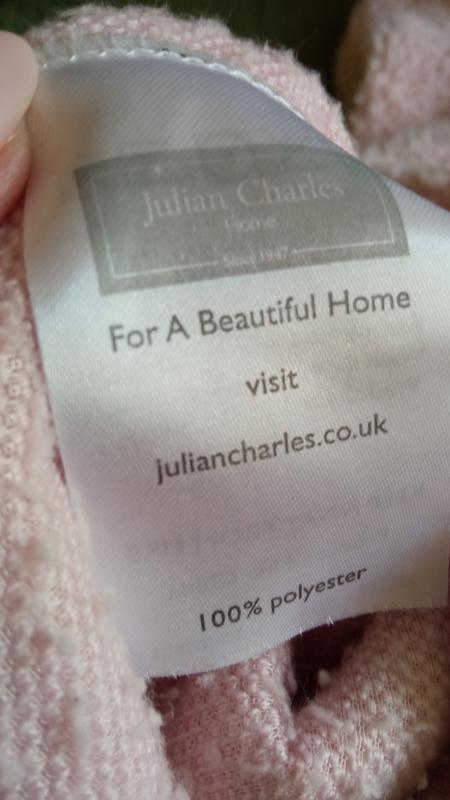 Julian Charles
Home
Since 1947
For A Beautiful Home
visit
juliancharles.co.uk
100% polyester